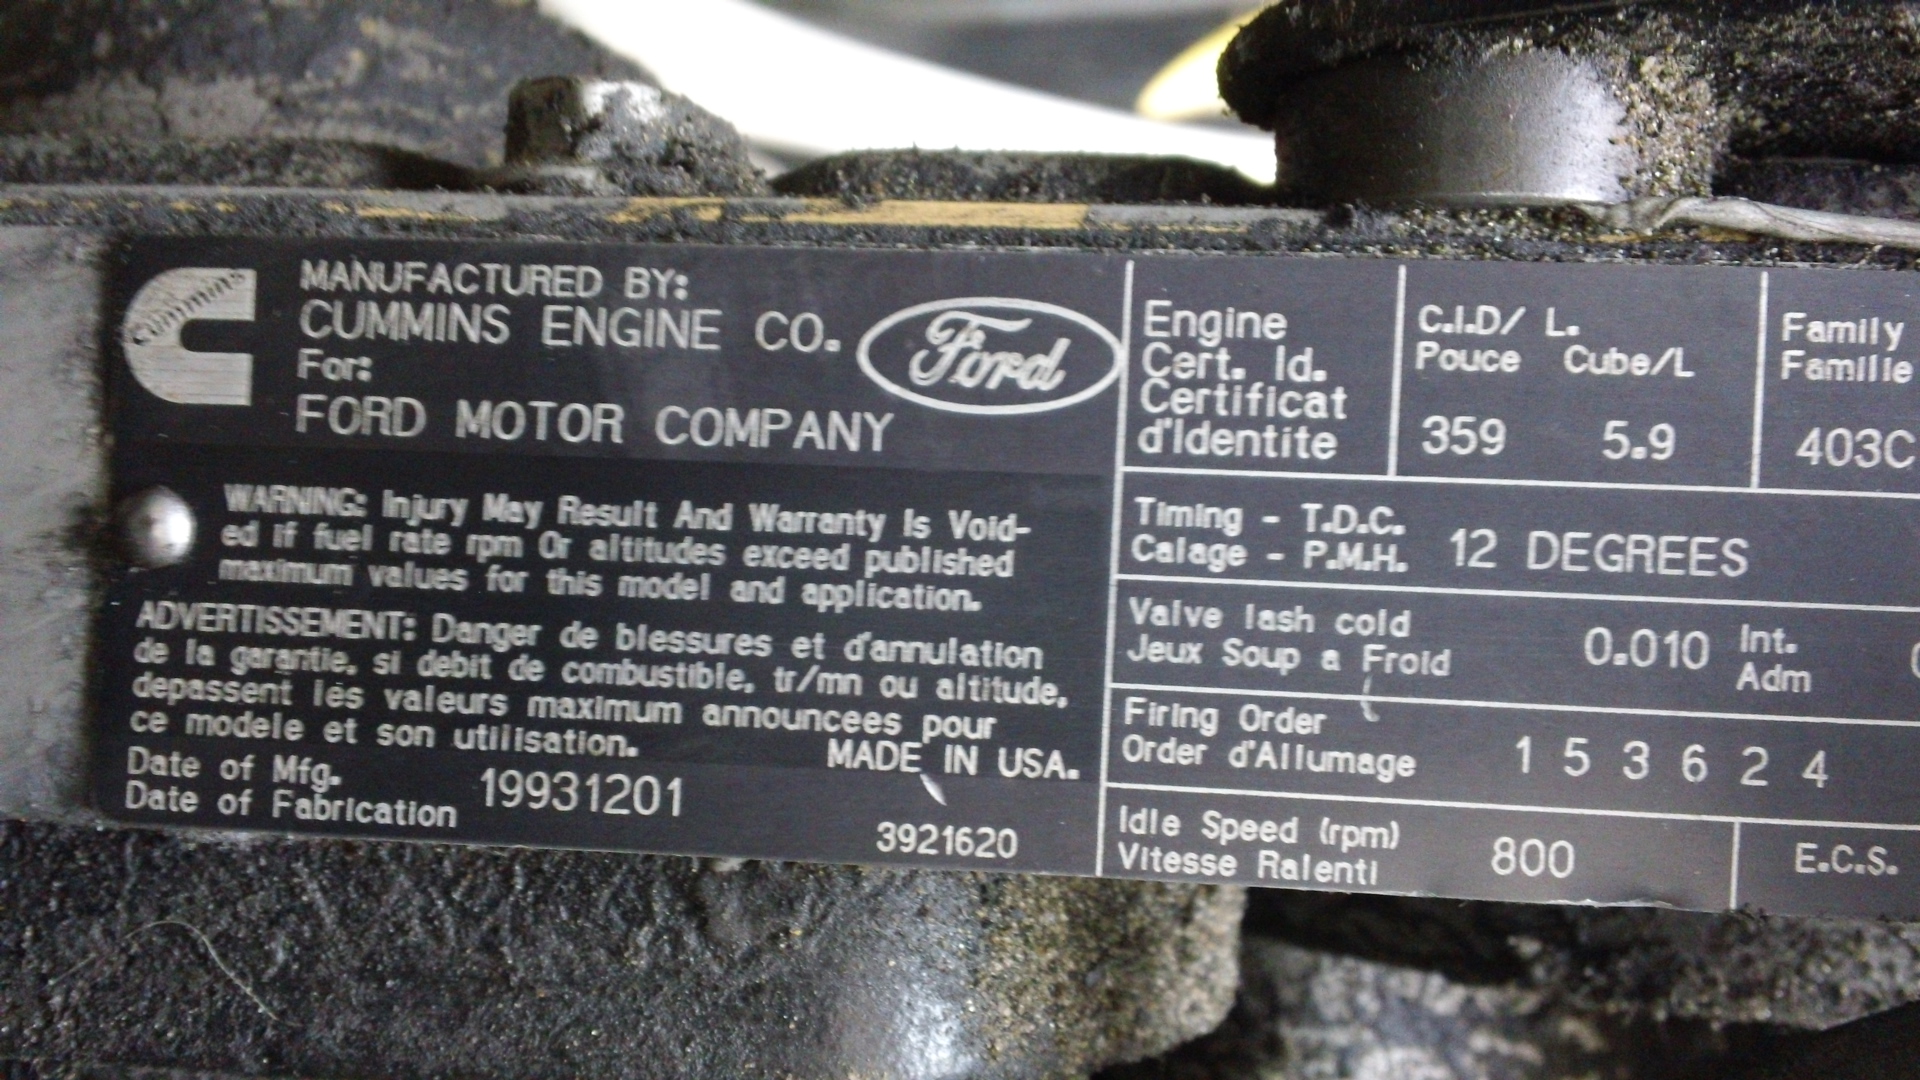 Cummins
MANUFACTURED BY:
CUMMINS ENGINE CO.
For:
FORD MOTOR COMPANY
Ford
WARNING: Injury May Result And Warranty Is Void-
ed if fuel rate rpm Or altitudes exceed published
maximum values for this model and application.
ADVERTISSEMENT: Danger de blessures et d'annulation
de la garantie, si debit de combustible, tr/mn ou altitude,
depassent les valeurs maximum announcees pour
ce modele et son utilisation.
MADE IN USA.
Date of Mfg.
Date of Fabrication
19931201
3921620
Engine
Cert. Id.
Certificat
d'Identite
C.I.D/ L.
Pouce Cube/L
359 5.9
Family
Famille
403C
Timing - T.D.C.
Calage - P.M.H.
12 DEGREES
Valve lash cold
Jeux Soup a Froid
0.010
Int.
Adm
Firing Order
Order d'Allumage
1 5 3 6 2 4
Idle Speed (rpm)
Vitesse Ralenti
800
E.C.S.